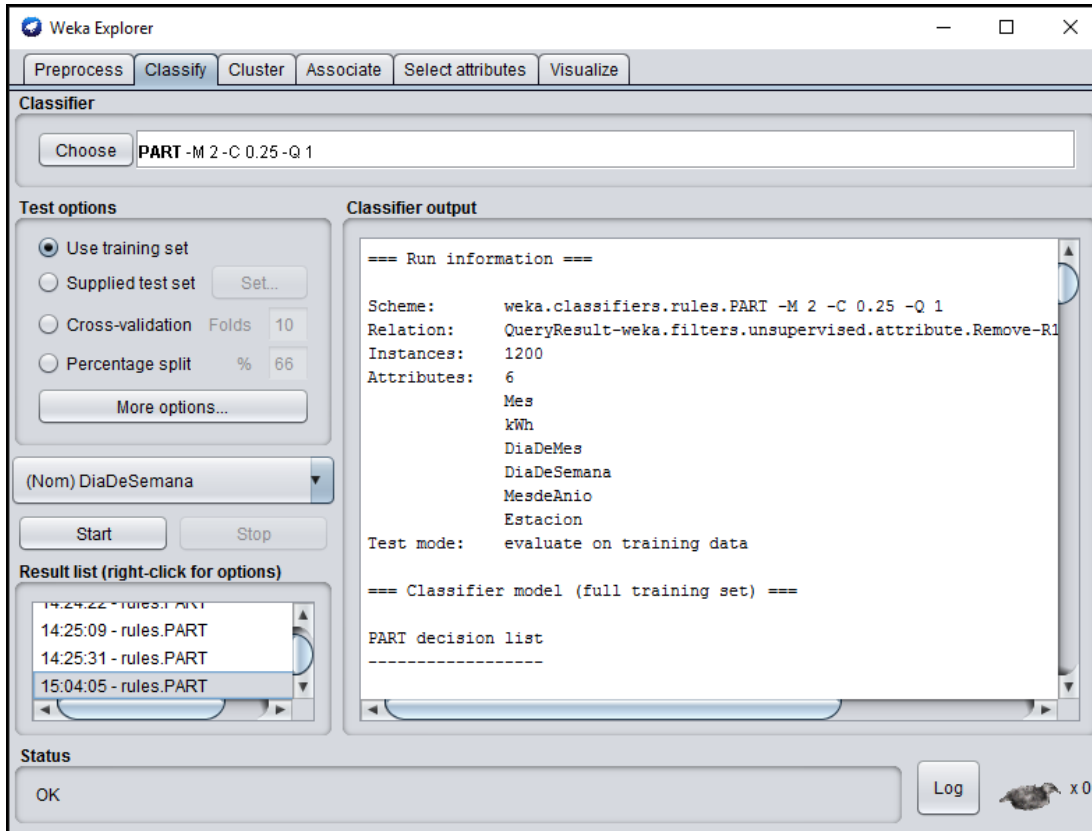 Weka Explorer
Preprocess Classify Cluster Associate Select attributes Visualize
Classifier
Choose PART -M 2 -C 0.25 -Q 1
Test options
Use training set
Supplied test set Set...
Cross-validation Folds 10
Percentage split % 66
More options...
(Nom) DiaDeSemana
Start Stop
Result list (right-click for options)
14:24:22 - rules.PART
14:25:09 - rules.PART
14:25:31 - rules.PART
15:04:05 - rules.PART
Classifier output
=== Run information ===
Scheme: weka.classifiers.rules.PART -M 2 -C 0.25 -Q 1
Relation: QueryResult-weka.filters.unsupervised.attribute.Remove-R1
Instances: 1200
Attributes: 6
Mes
kWh
DiaDeMes
DiaDeSemana
MesdeAnio
Estacion
Test mode: evaluate on training data
=== Classifier model (full training set) ===
PART decision list
------------------
Status
OK
Log x 0